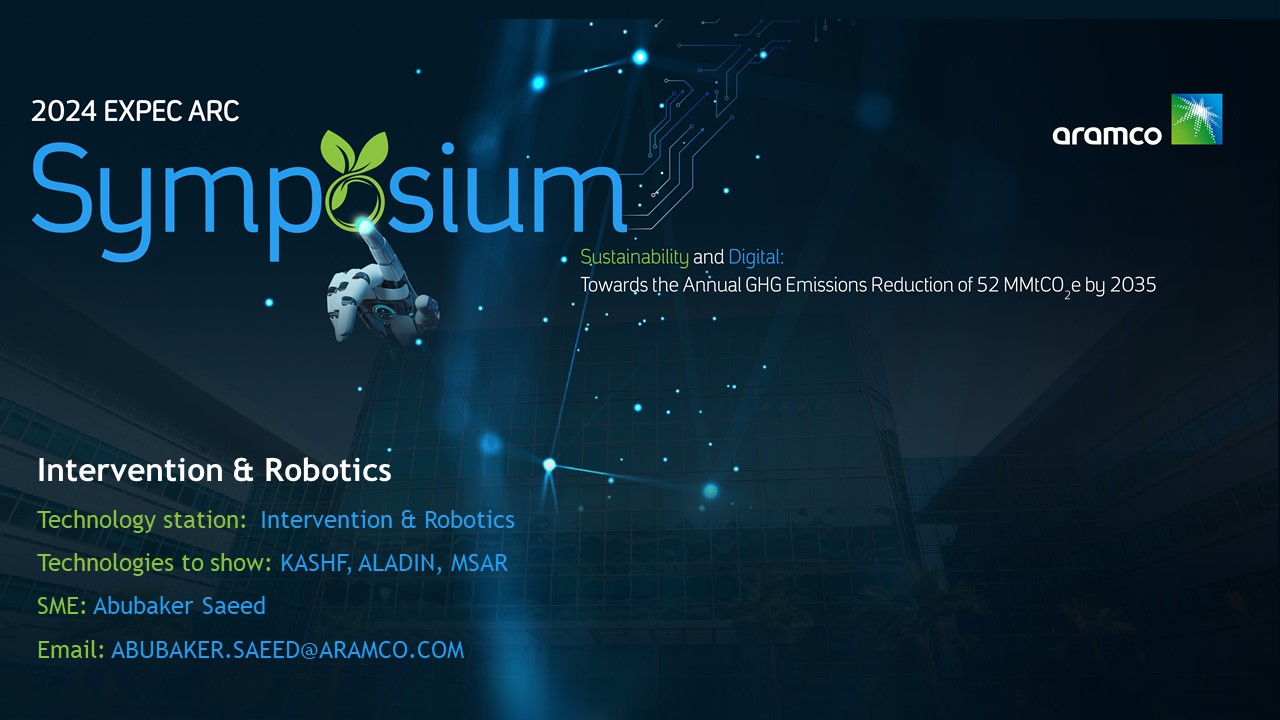 2024 EXPEC ARC
Symposium
aramco
Sustainability and Digital:
Towards the Annual GHG Emissions Reduction of 52 MMtCO₂e by 2035
Intervention & Robotics
Technology station: Intervention & Robotics
Technologies to show: KASHF, ALADIN, MSAR
SME: Abubaker Saeed
Email: ABUBAKER.SAEED@ARAMCO.COM